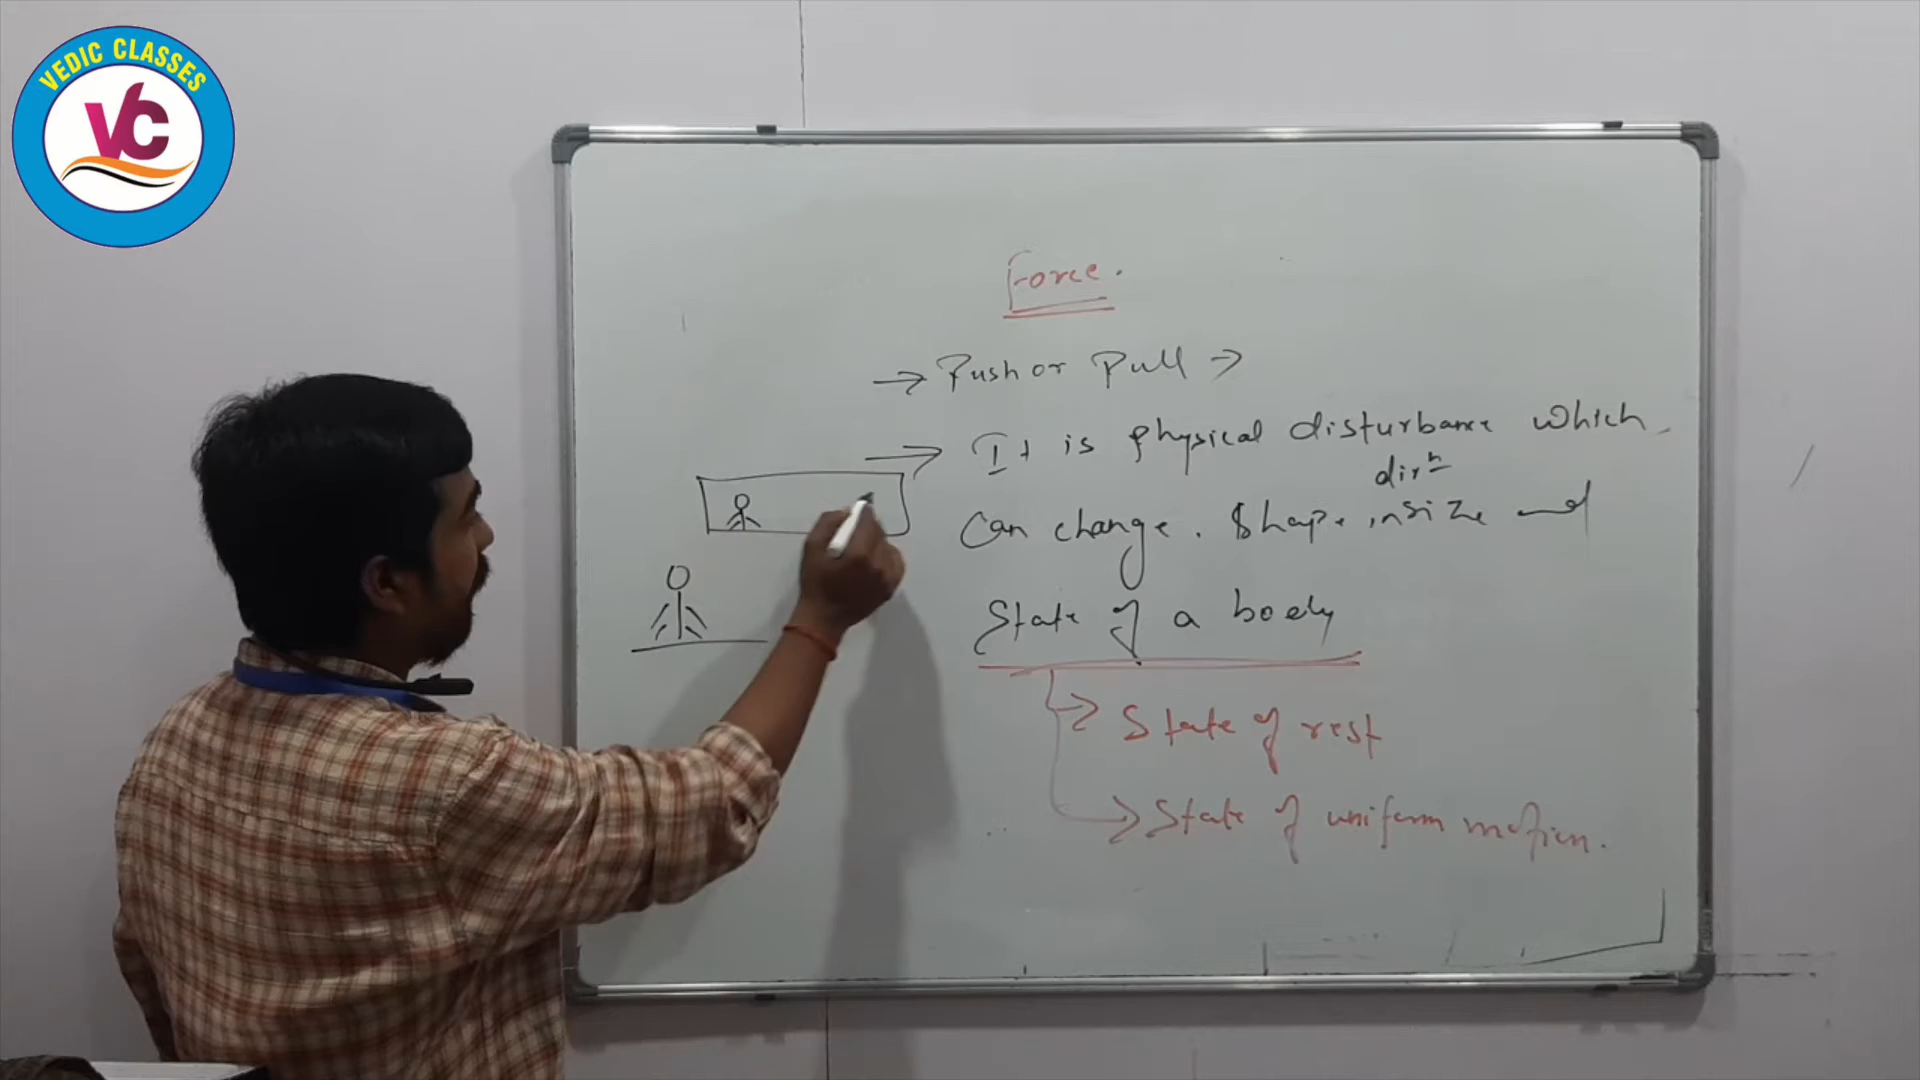 VEDIC CLASSES
VC
Force.
→ Push or Pull →
→ It is physical disturbance which
dirn
Can change. Shape, size and
State of a body
→ State of rest
→ State of uniform motion.